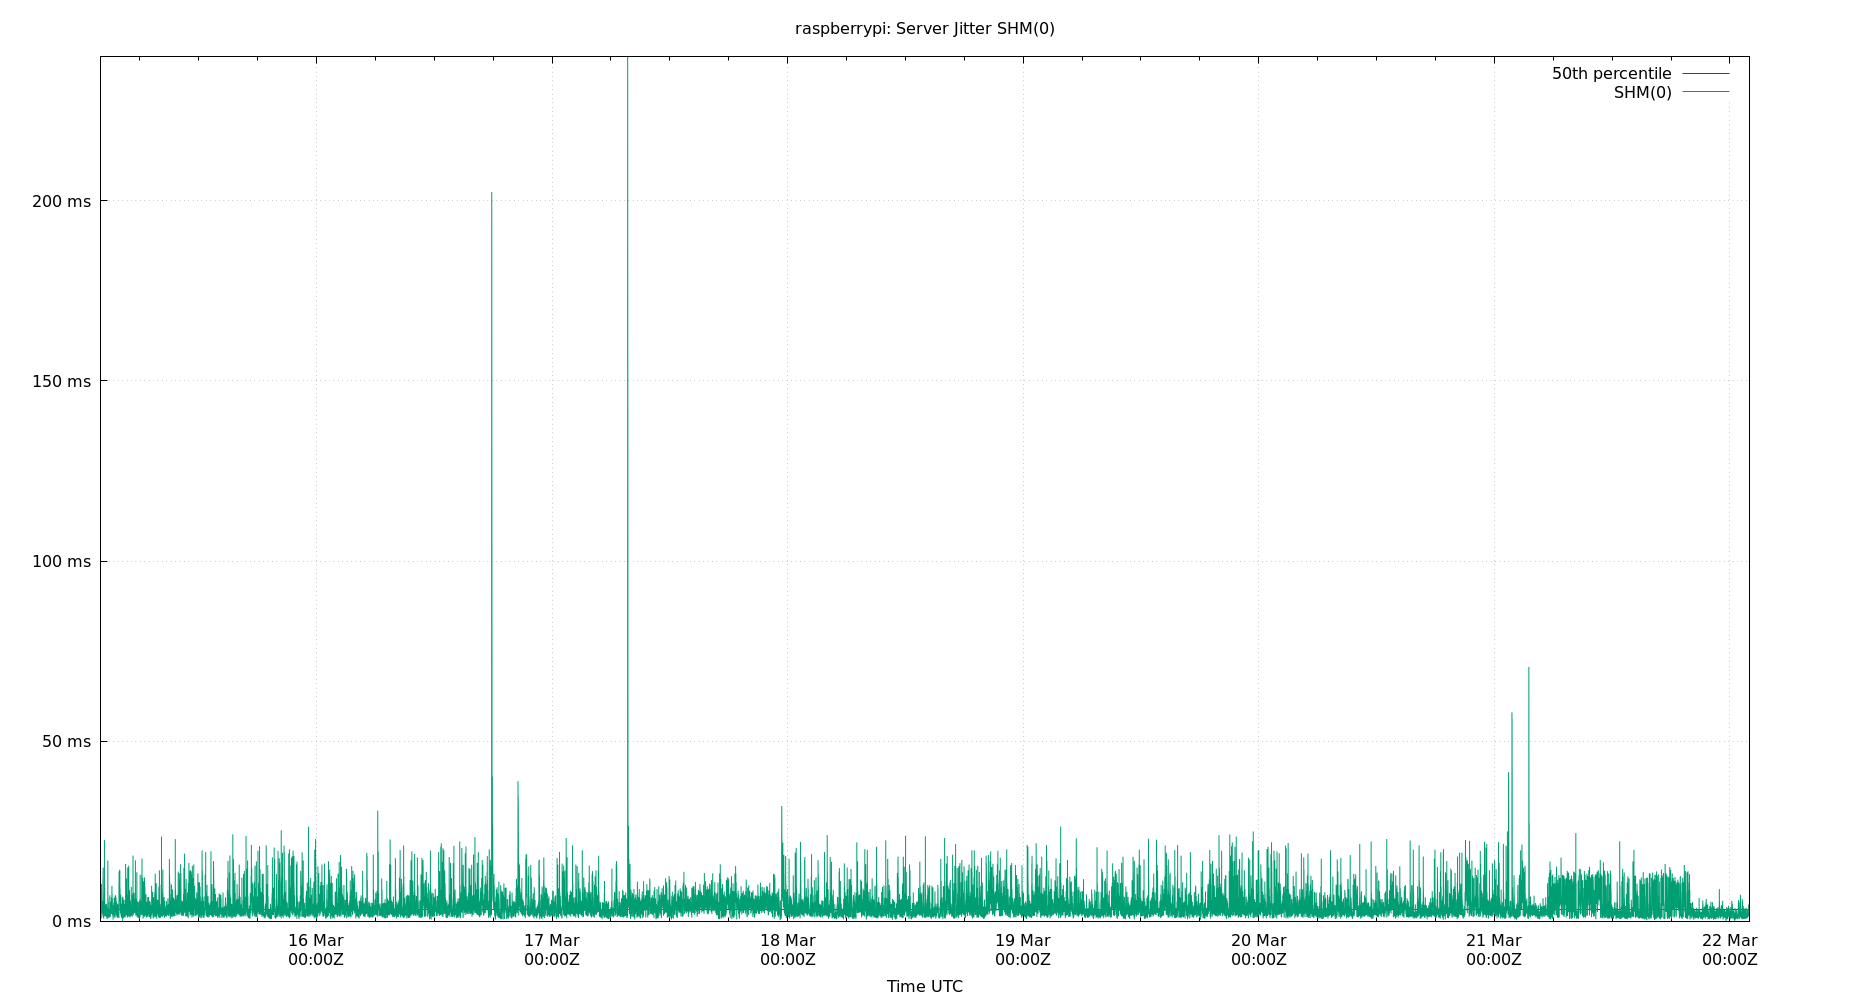 raspberrypi: Server Jitter SHM(0)
50th percentile
SHM(0)
200 ms
150 ms
100 ms
50 ms
0 ms
16 Mar 17 Mar 18 Mar 19 Mar 20 Mar 21 Mar 22 Mar
00:00Z 00:00Z 00:00Z 00:00Z 00:00Z 00:00Z 00:00Z
Time UTC